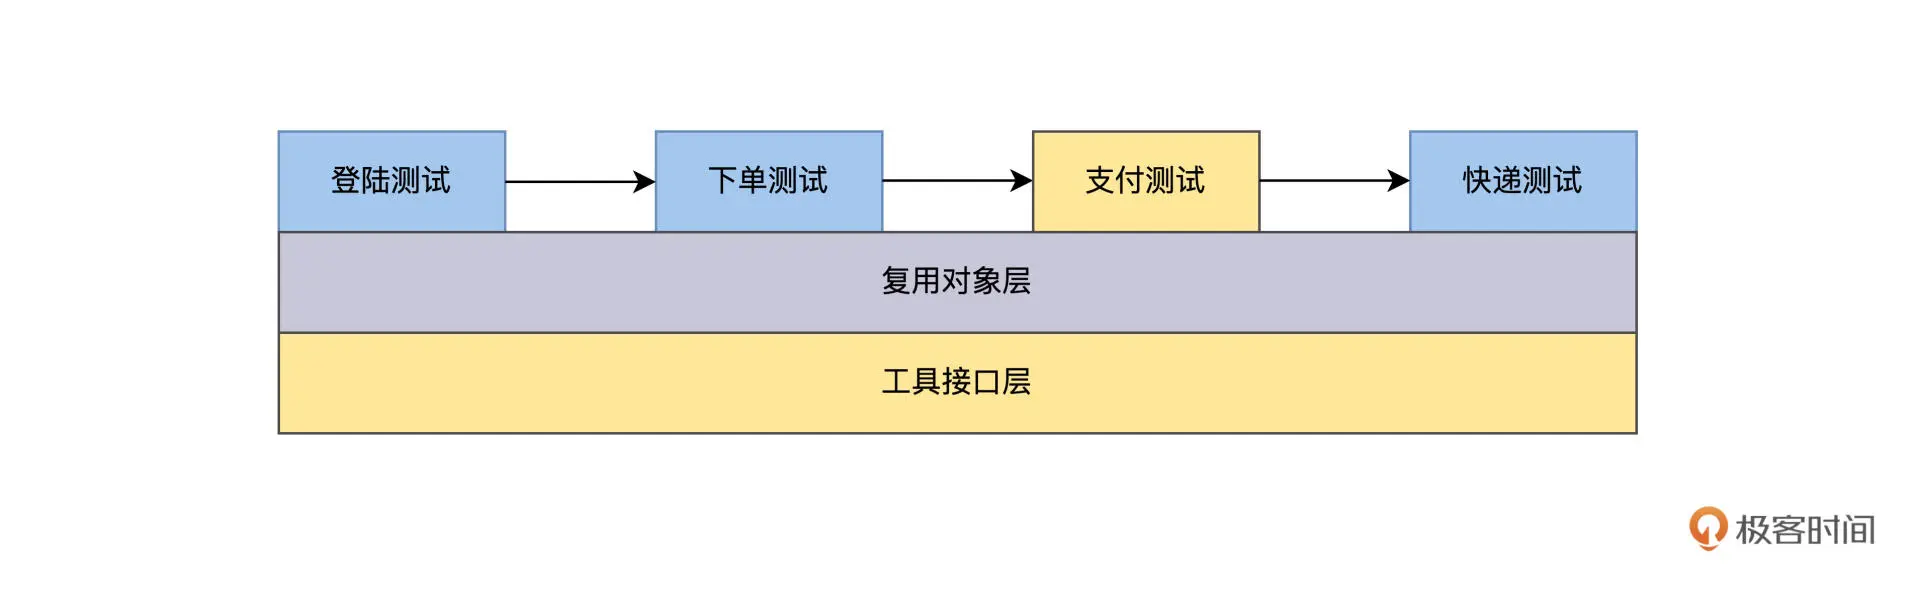 登陆测试
下单测试
支付测试
快递测试
复用对象层
工具接口层
极客时间